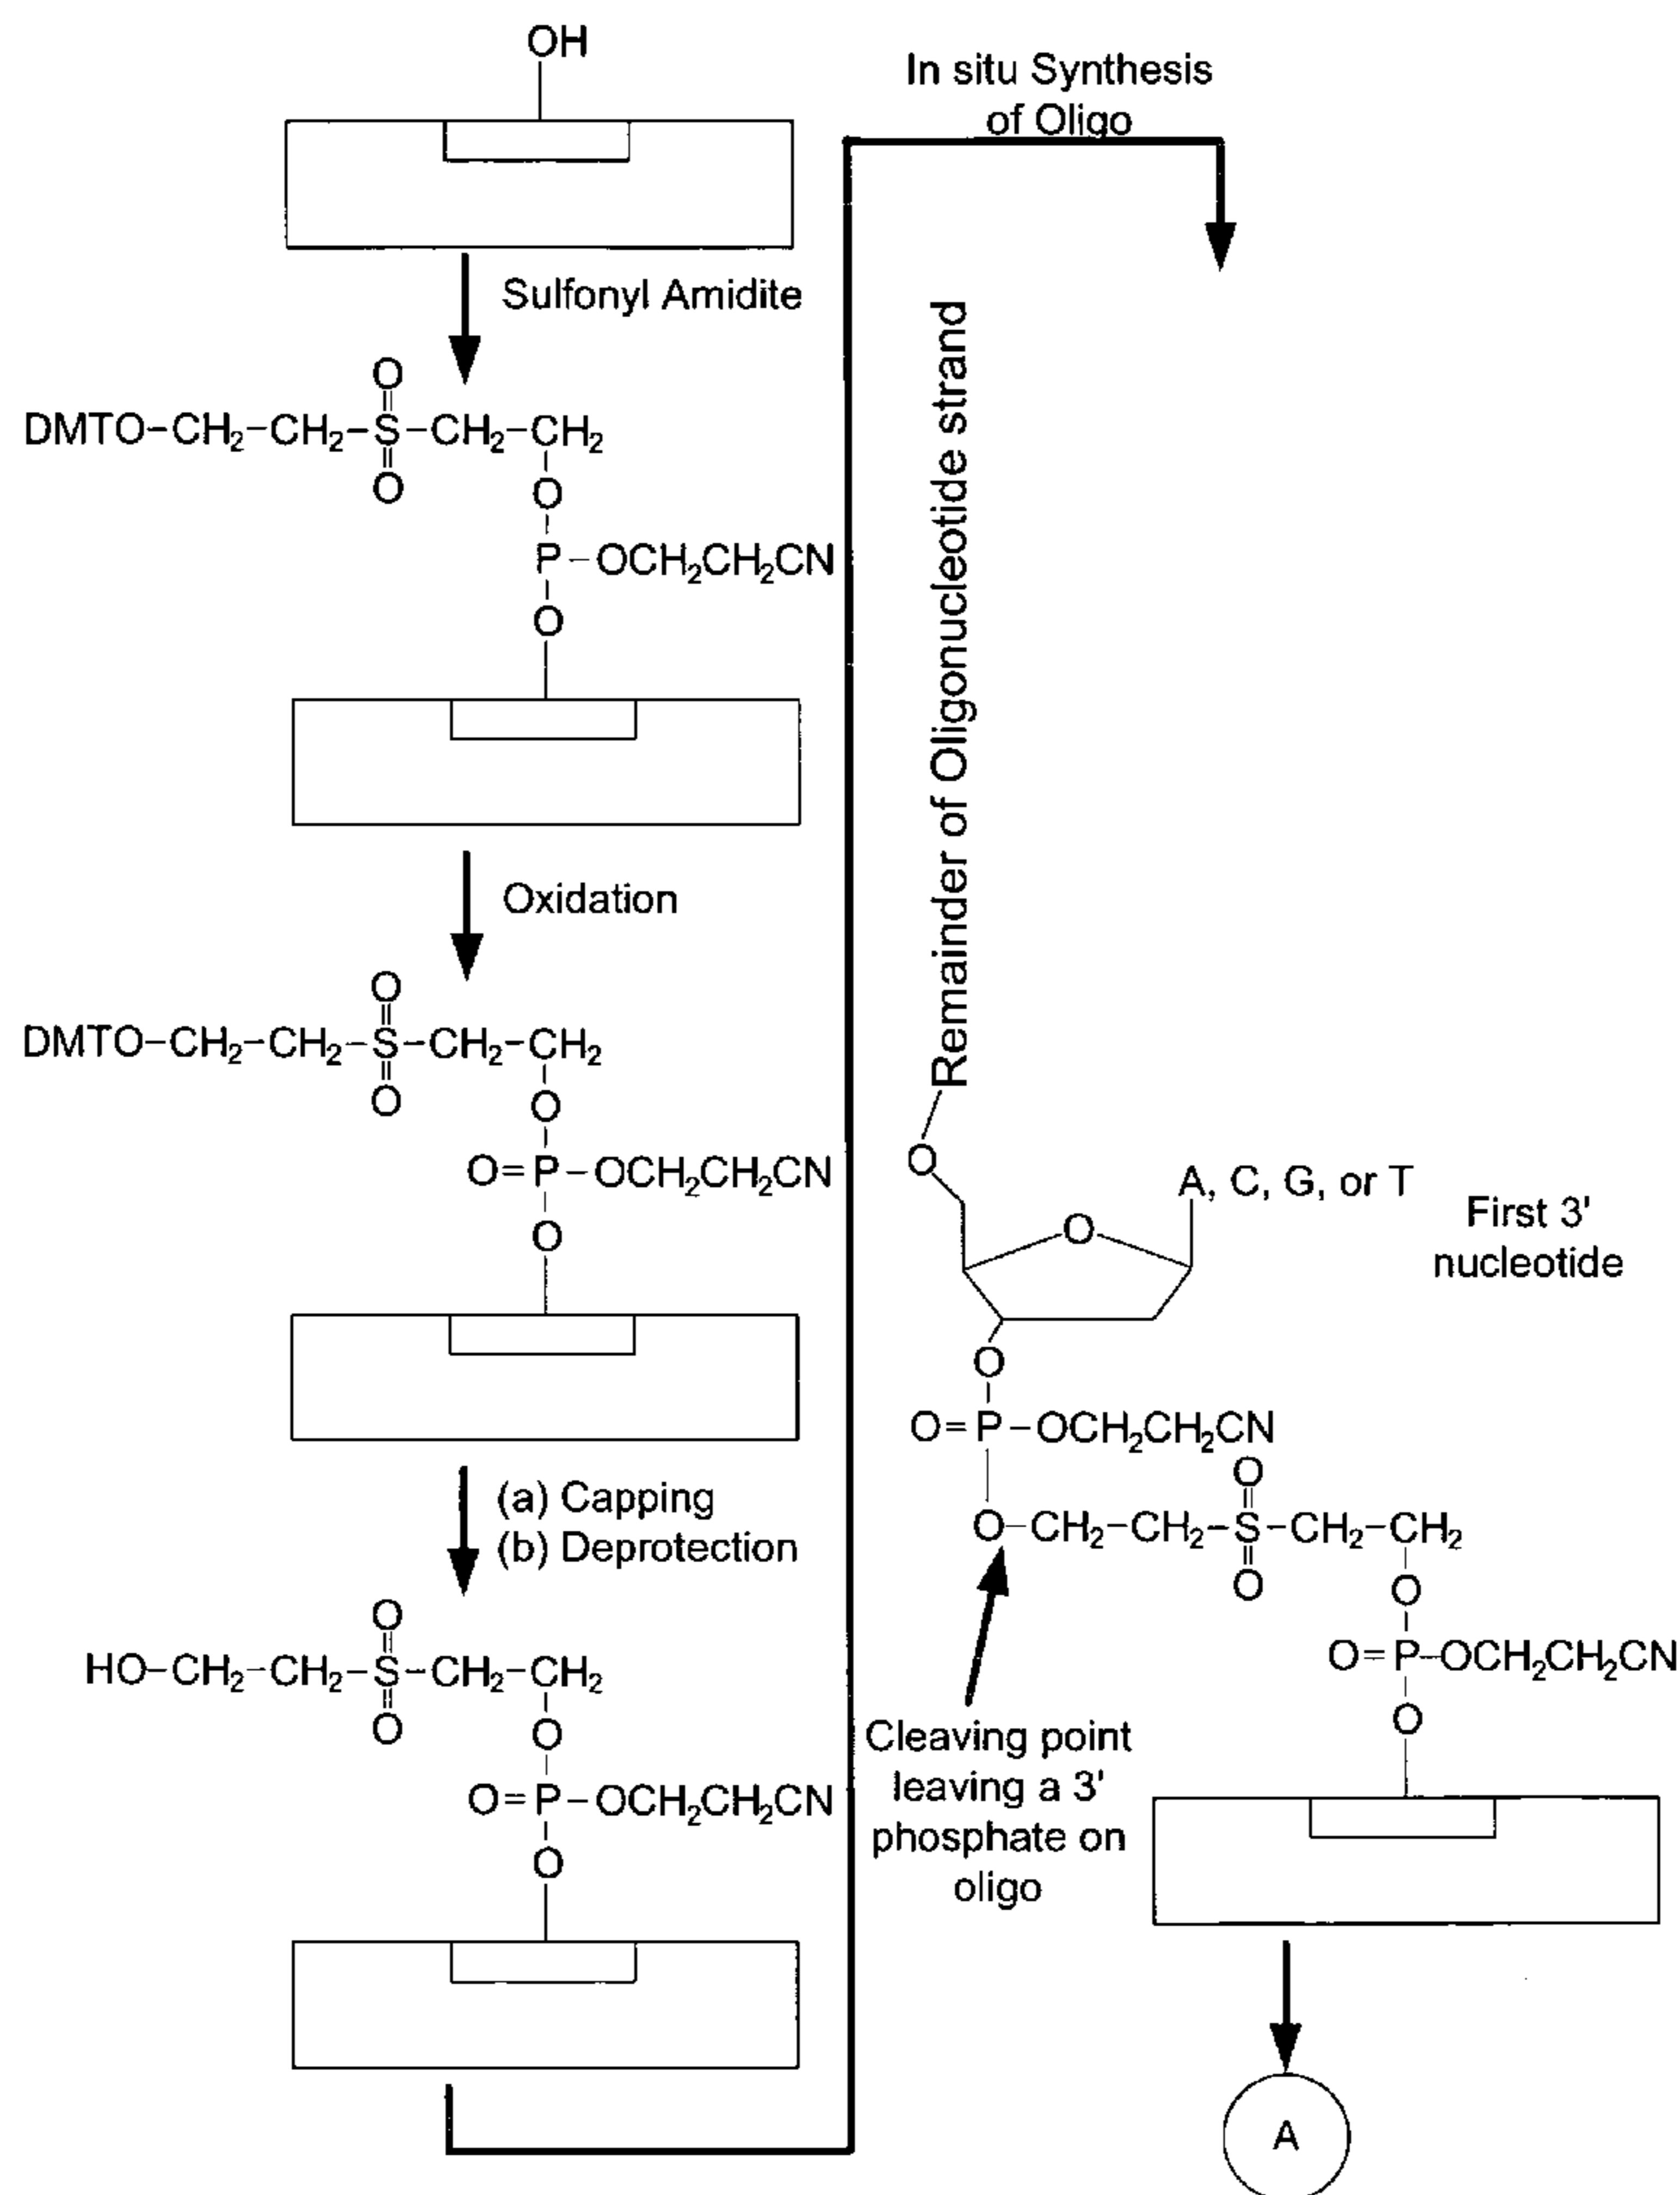 OH
Sulfonyl Amidite
O
DMTO-CH₂-CH₂-S-CH₂-CH₂
O
O
P-OCH₂CH₂CN
O
Oxidation
O
DMTO-CH₂-CH₂-S-CH₂-CH₂
O
O
O=P-OCH₂CH₂CN
O
(a) Capping
(b) Deprotection
O
HO-CH₂-CH₂-S-CH₂-CH₂
O
O
O=P-OCH₂CH₂CN
O
In situ Synthesis
of Oligo
Remainder of Oligonucleotide strand
O
A, C, G, or T
O
First 3'
nucleotide
O
O=P-OCH₂CH₂CN
O
O-CH₂-CH₂-S-CH₂-CH₂
O
O
O=P-OCH₂CH₂CN
O
Cleaving point
leaving a 3'
phosphate on
oligo
A